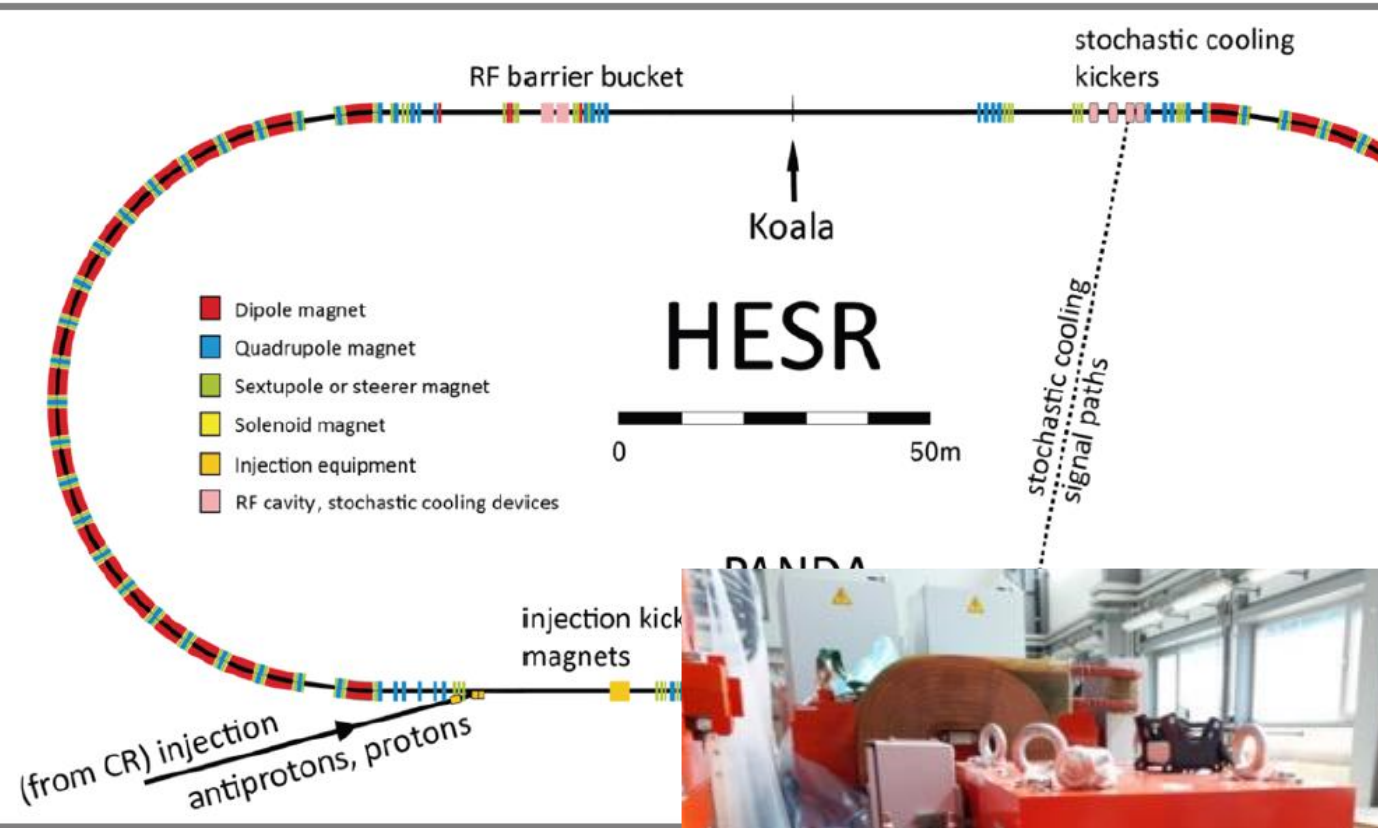 stochastic cooling
kickers
RF barrier bucket
Koala
HESR
Dipole magnet
Quadrupole magnet
Sextupole or steerer magnet
Solenoid magnet
Injection equipment
RF cavity, stochastic cooling devices
0
50m
stochastic cooling
signal paths
PANDA
injection kick
magnets
(from CR) injection
antiprotons, protons